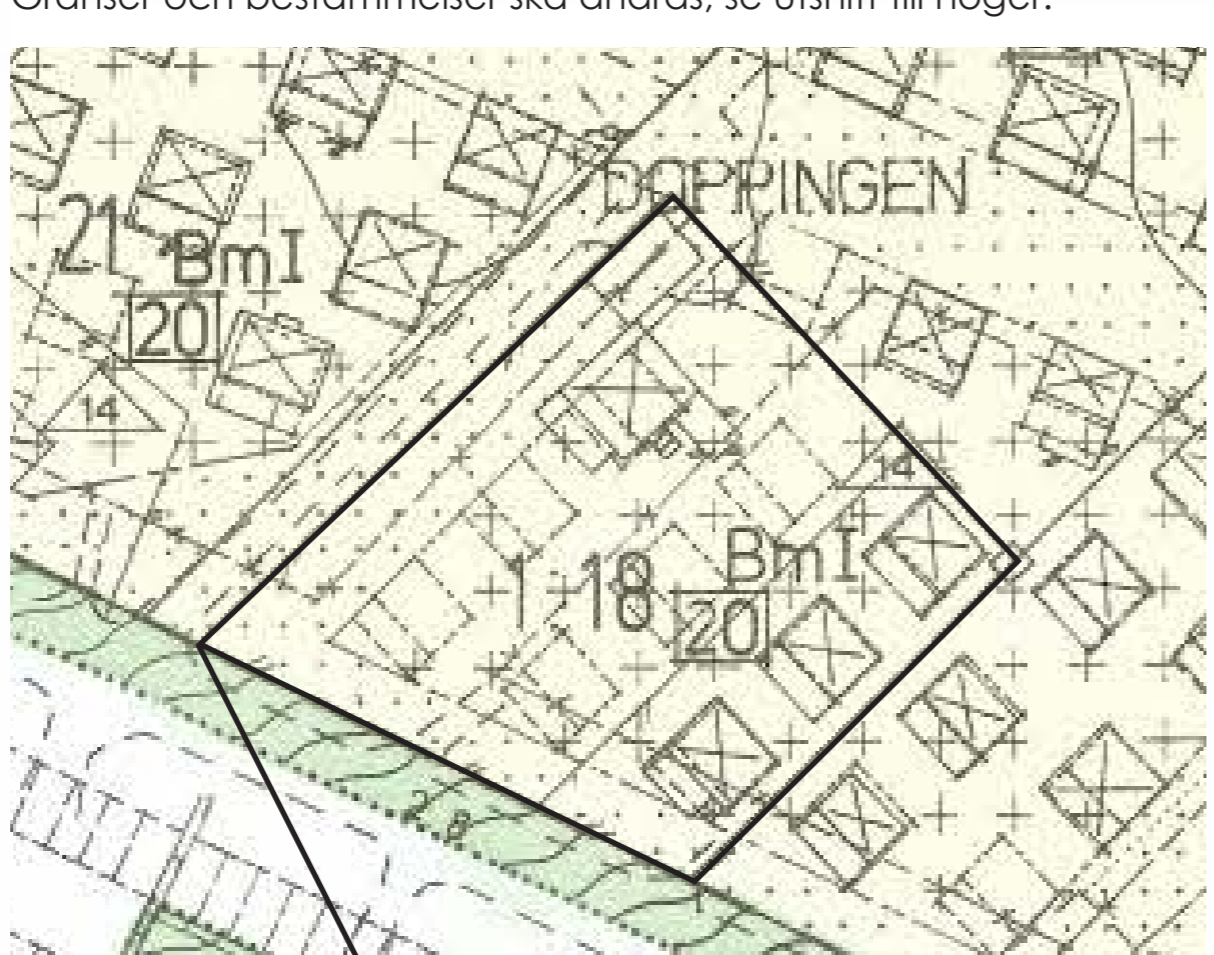 Gränser och bestämmelser ska ändras, se utsnitt till höger.
DOPPINGEN
21
BmI
20
14
14
BmI
1 18
20
2.8